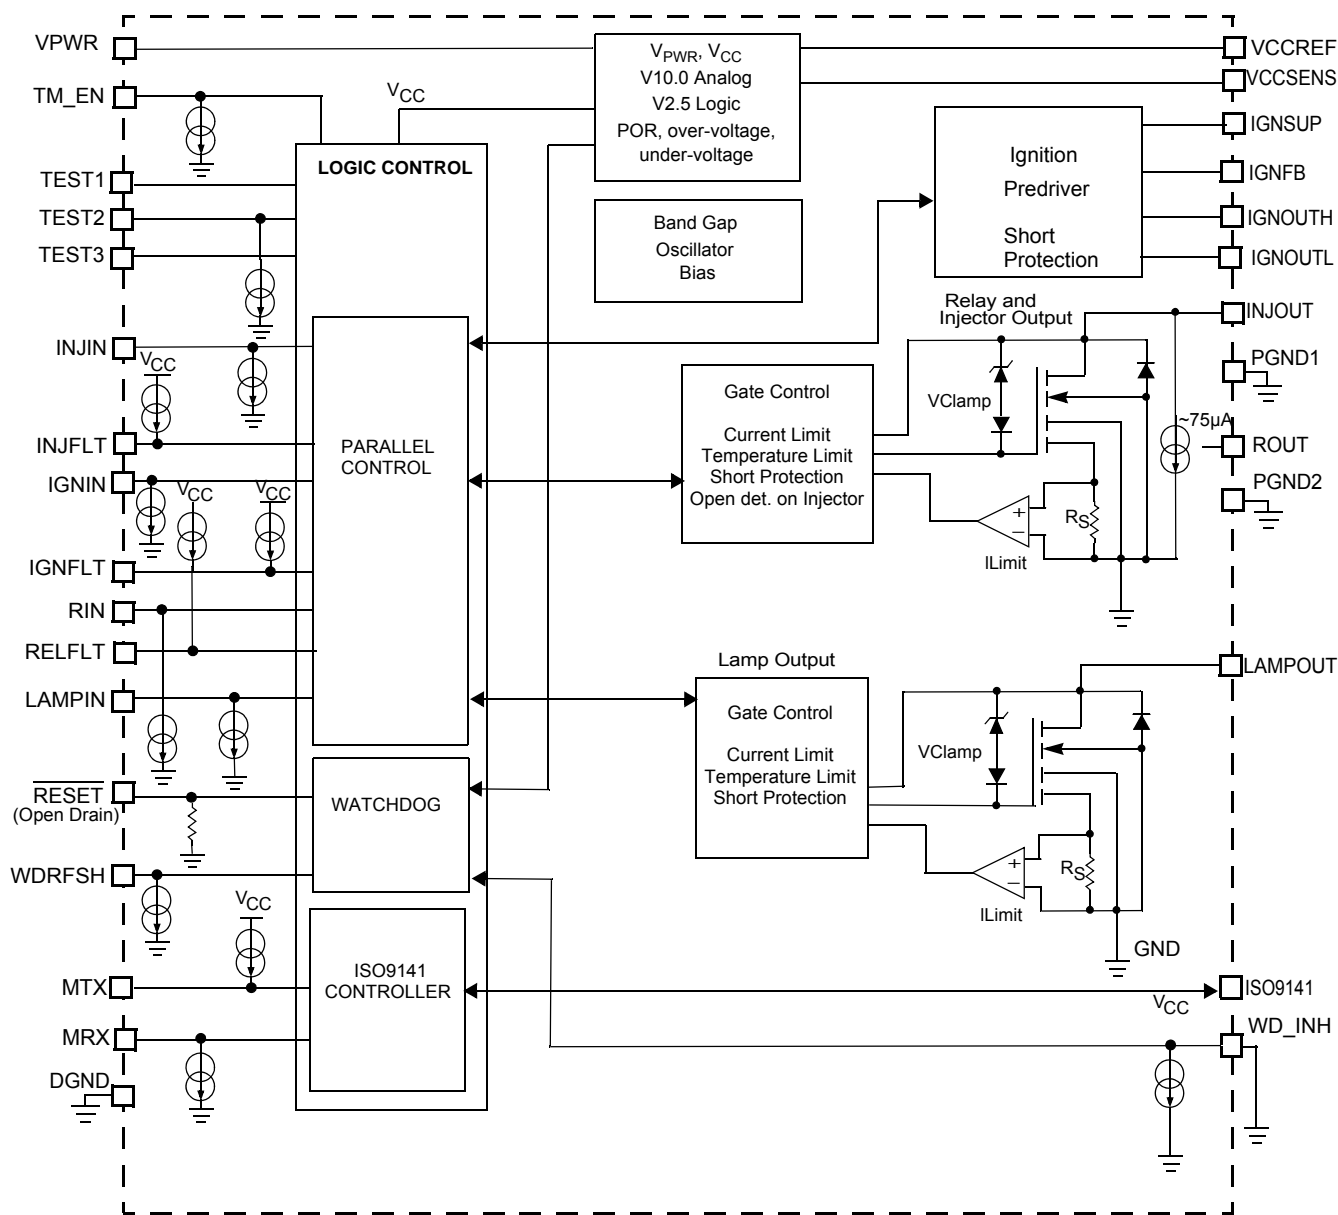 VPWR
TM_EN
TEST1
TEST2
TEST3
INJIN
VCC
INJFLT
IGNIN
VCC
VCC
IGNFLT
RIN
RELFLT
LAMPIN
RESET
(Open Drain)
WDRFSH
VCC
MTX
MRX
DGND
VCC
LOGIC CONTROL
PARALLEL
CONTROL
WATCHDOG
ISO9141
CONTROLLER
VPWR, VCC
V10.0 Analog
V2.5 Logic
POR, over-voltage,
under-voltage
Band Gap
Oscillator
Bias
Ignition
Predriver
Short
Protection
Relay and
Injector Output
Gate Control
Current Limit
Temperature Limit
Short Protection
Open det. on Injector
VClamp
RS
+
–
ILimit
~75µA
Lamp Output
Gate Control
Current Limit
Temperature Limit
Short Protection
VClamp
RS
+
–
ILimit
GND
VCC
VCCREF
VCCSENS
IGNSUP
IGNFB
IGNOUTH
IGNOUTL
INJOUT
PGND1
ROUT
PGND2
LAMPOUT
ISO9141
WD_INH